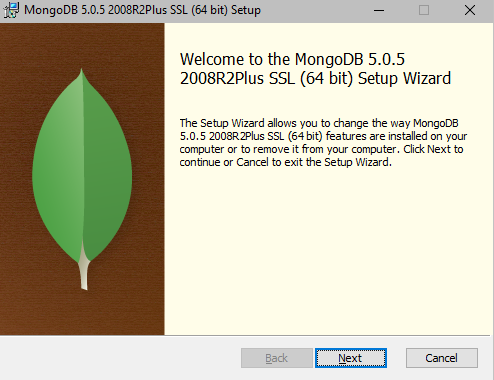 MongoDB 5.0.5 2008R2Plus SSL (64 bit) Setup
Welcome to the MongoDB 5.0.5
2008R2Plus SSL (64 bit) Setup Wizard
The Setup Wizard allows you to change the way MongoDB
5.0.5 2008R2Plus SSL (64 bit) features are installed on your
computer or to remove it from your computer. Click Next to
continue or Cancel to exit the Setup Wizard.
Back Next Cancel